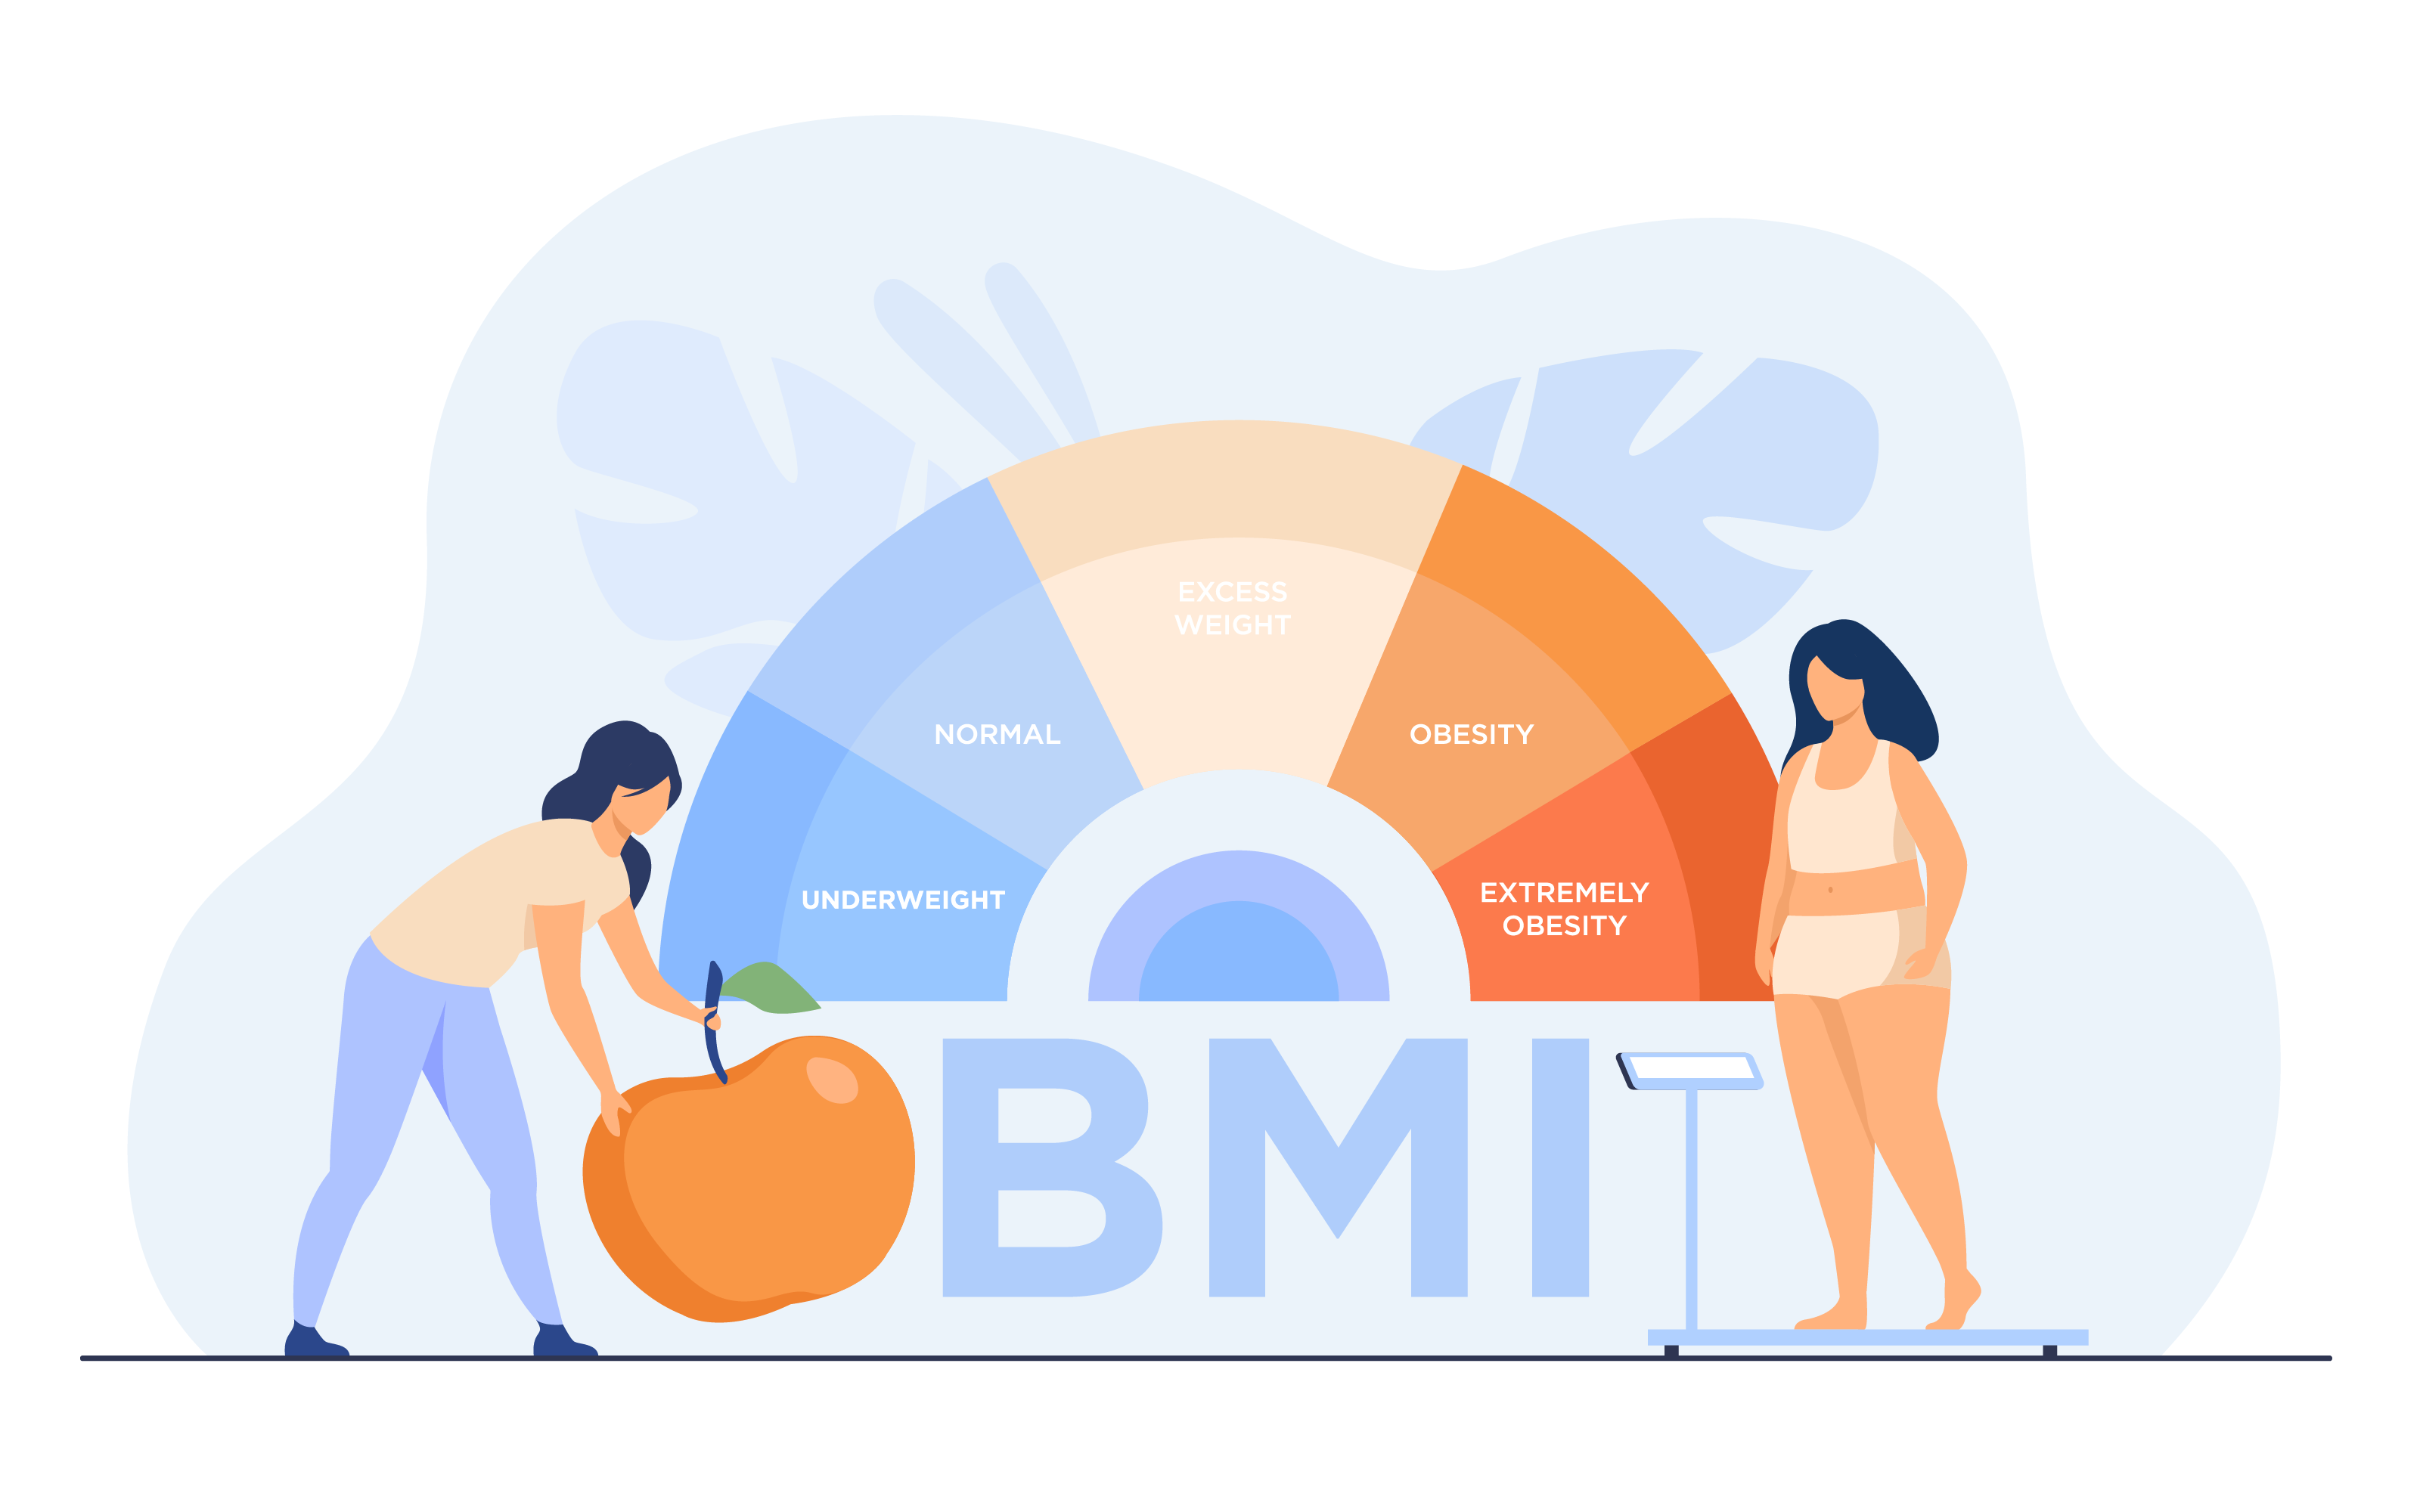 EXCESS
WEIGHT
NORMAL
OBESITY
UNDERWEIGHT
EXTREMELY
OBESITY
BMI